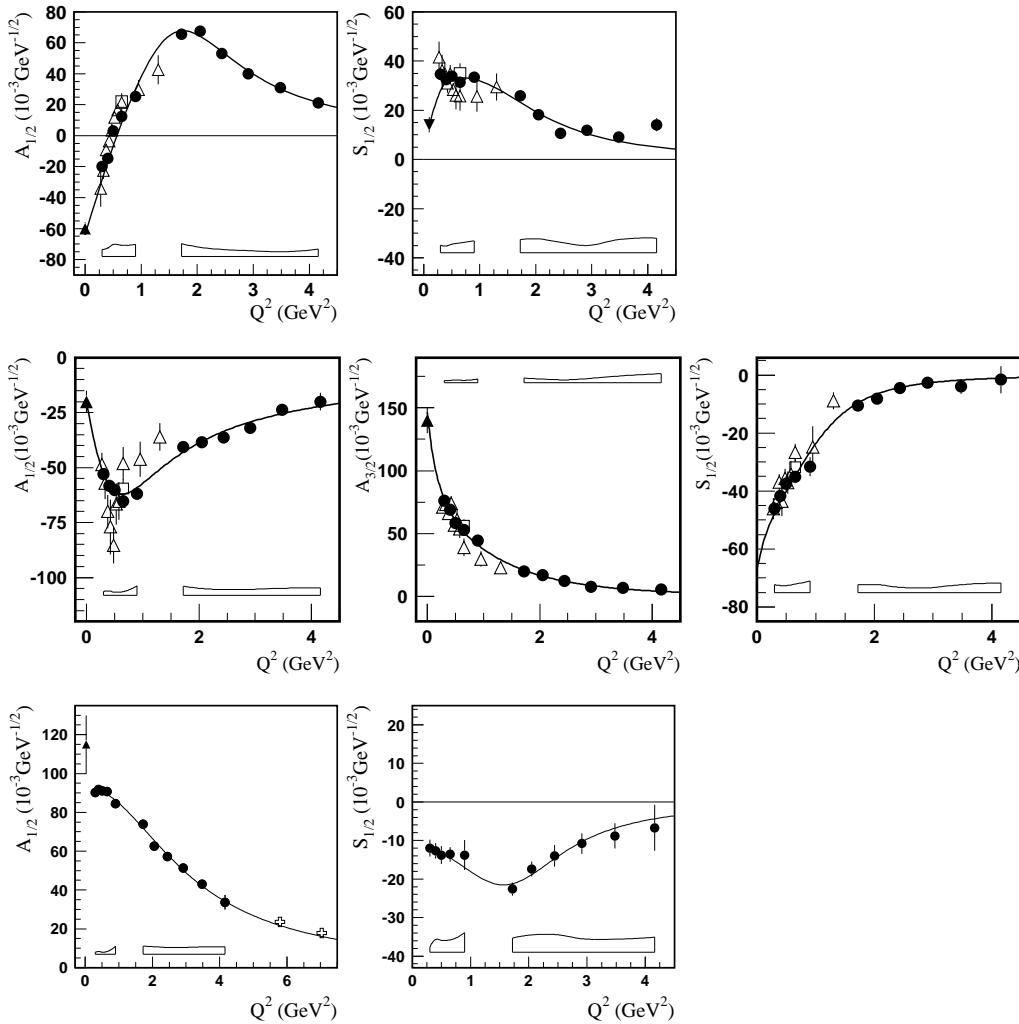 A1/2 (10-3GeV-1/2)
80
60
40
20
0
-20
-40
-60
-80
0 1 2 3 4
Q2 (GeV2)
S1/2 (10-3GeV-1/2)
60
40
20
0
-20
-40
0 1 2 3 4
Q2 (GeV2)
A1/2(10-3GeV-1/2)
-0
-25
-50
-75
-100
0 2 4
Q2 (GeV2)
A3/2(10-3GeV-1/2)
150
100
50
0
0 2 4
Q2 (GeV2)
S1/2(10-3GeV-1/2)
0
-20
-40
-60
-80
0 2 4
Q2 (GeV2)
A1/2 (10-3GeV-1/2)
120
100
80
60
40
20
0
0 2 4 6
Q2 (GeV2)
S1/2 (10-3GeV-1/2)
20
10
0
-10
-20
-30
-40
0 1 2 3 4
Q2 (GeV2)